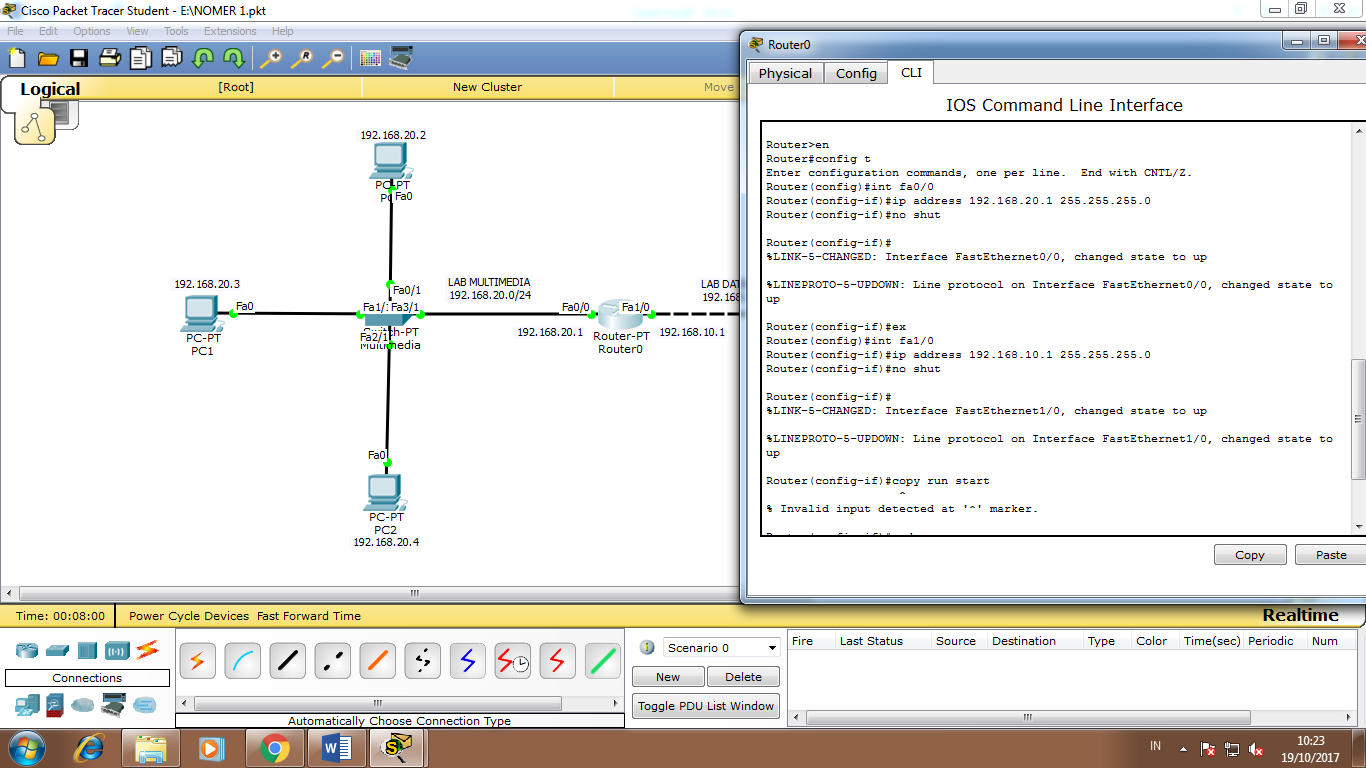 Cisco Packet Tracer Student - E:\NOMER 1.pkt
File Edit Options View Tools Extensions Help
Logical
[Root]
New Cluster
Move
192.168.20.2
PC-PT
Fa0
192.168.20.3
Fa0
PC-PT
PC1
Fa0/1
Fa3/1
Fa2/1
Multimedia
LAB MULTIMEDIA
192.168.20.0/24
Fa0/0
Fa1/0
192.168.20.1
192.168.10.1
Router-PT
Router0
Fa0
PC-PT
PC2
192.168.20.4
Router0
Physical
Config
CLI
IOS Command Line Interface
Router>en
Router#config t
Enter configuration commands, one per line. End with CNTL/Z.
Router(config)#int fa0/0
Router(config-if)#ip address 192.168.20.1 255.255.255.0
Router(config-if)#no shut
Router(config-if)#
%LINK-5-CHANGED: Interface FastEthernet0/0, changed state to up
%LINEPROTO-5-UPDOWN: Line protocol on Interface FastEthernet0/0, changed state to
up
Router(config-if)#ex
Router(config)#int fa1/0
Router(config-if)#ip address 192.168.10.1 255.255.255.0
Router(config-if)#no shut
Router(config-if)#
%LINK-5-CHANGED: Interface FastEthernet1/0, changed state to up
%LINEPROTO-5-UPDOWN: Line protocol on Interface FastEthernet1/0, changed state to
up
Router(config-if)#copy run start
^
% Invalid input detected at '^' marker.
Copy
Paste
Time: 00:08:00
Power Cycle Devices Fast Forward Time
Realtime
Connections
Automatically Choose Connection Type
Scenario 0
New
Delete
Toggle PDU List Window
Fire Last Status Source Destination Type Color Time(sec) Periodic Num
IN
10:23
19/10/2017